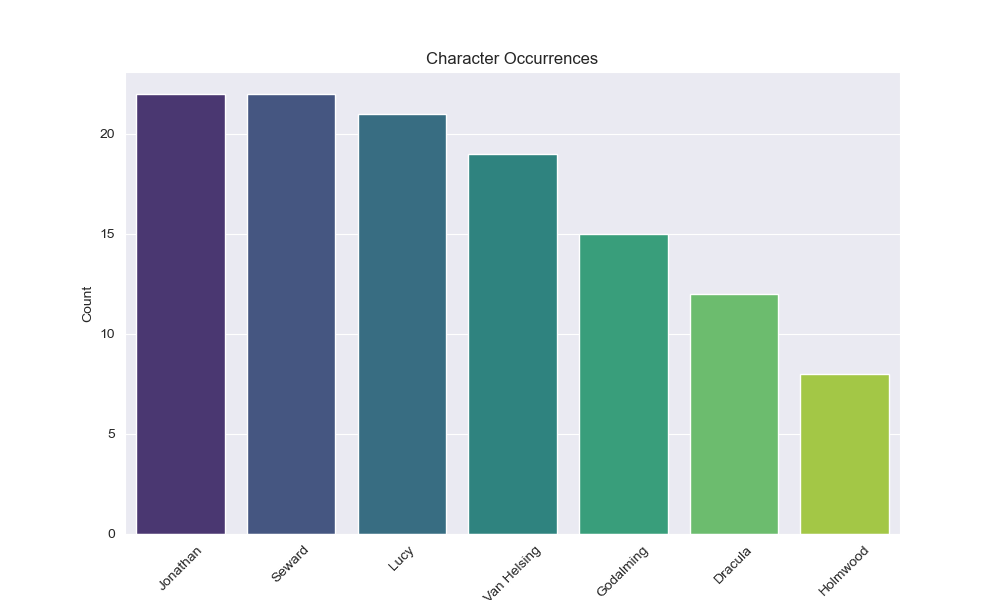 Character Occurrences
Count
20
15
10
5
0
Jonathan
Seward
Lucy
Van Helsing
Godalming
Dracula
Holmwood